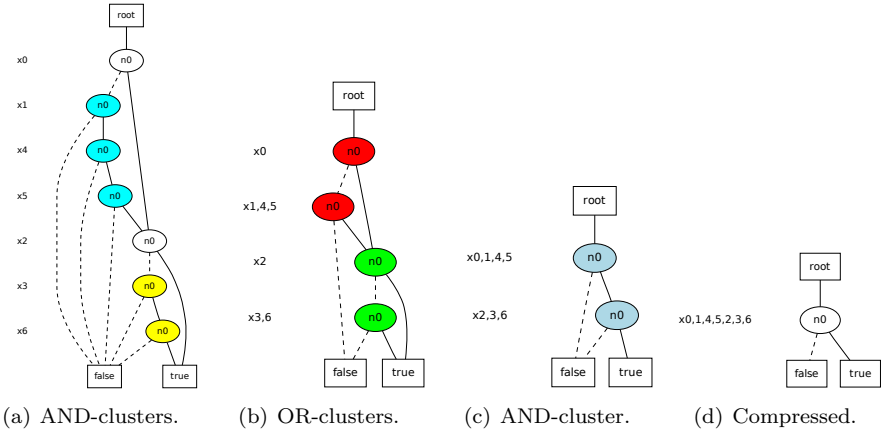 root
x0
n0
x1
n0
x4
n0
x5
n0
x2
n0
x3
n0
x6
n0
false
true
(a) AND-clusters.
root
x0
n0
x1,4,5
n0
x2
n0
x3,6
n0
false
true
(b) OR-clusters.
root
x0,1,4,5
n0
x2,3,6
n0
false
true
(c) AND-cluster.
root
x0,1,4,5,2,3,6
n0
false
true
(d) Compressed.